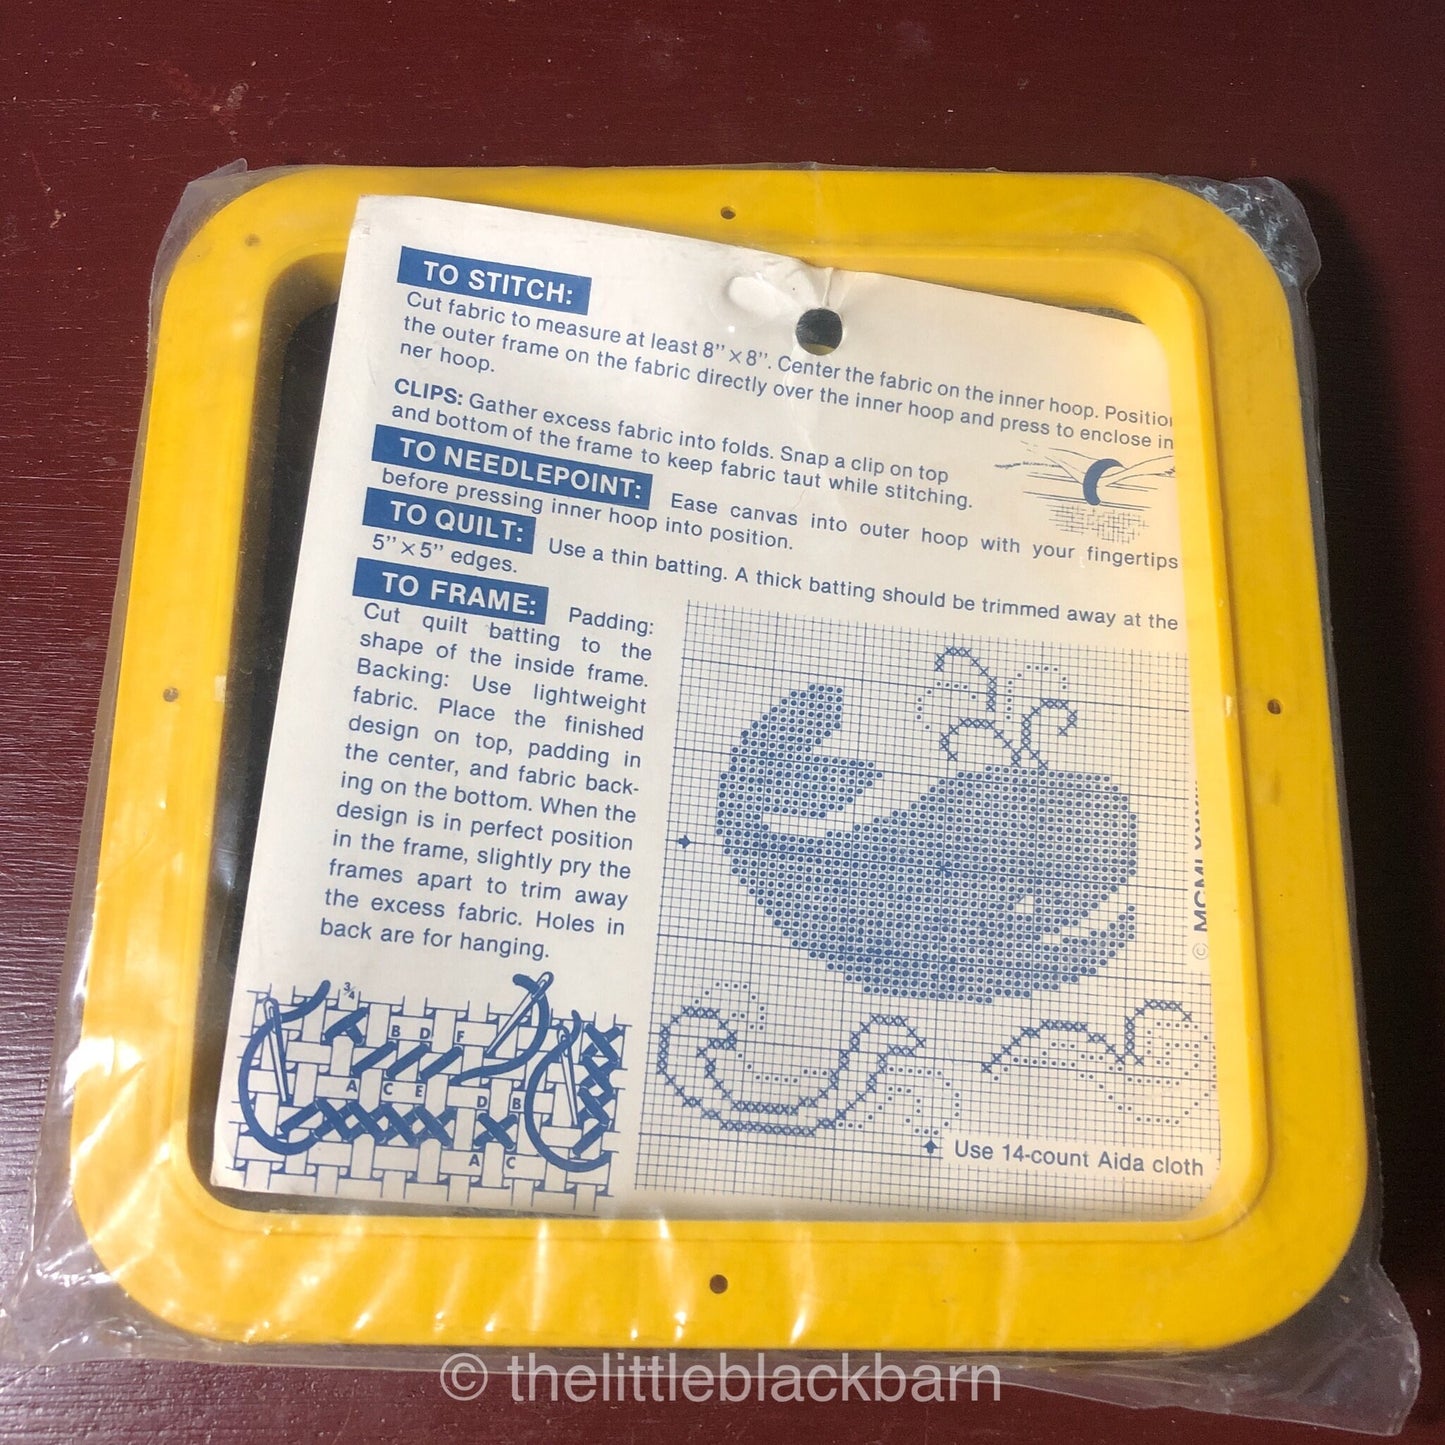 TO STITCH:
Cut fabric to measure at least 8" × 8". Center the fabric on the inner hoop. Position
the outer frame on the fabric directly over the inner hoop and press to enclose in
ner hoop.
CLIPS: Gather excess fabric into folds. Snap a clip on top
and bottom of the frame to keep fabric taut while stitching.
TO NEEDLEPOINT: Ease canvas into outer hoop with your fingertips
before pressing inner hoop into position.
TO QUILT: Use a thin batting. A thick batting should be trimmed away at the
5" × 5" edges.
TO FRAME: Padding:
Cut quilt batting to the
shape of the inside frame.
Backing: Use lightweight
fabric. Place the finished
design on top, padding in
the center, and fabric back-
ing on the bottom. When the
design is in perfect position
in the frame, slightly pry the
frames apart to trim away
the excess fabric. Holes in
back are for hanging.
¾
B D F
A C E
D B
A C
Use 14-count Aida cloth
©
© thelittleblackbarn